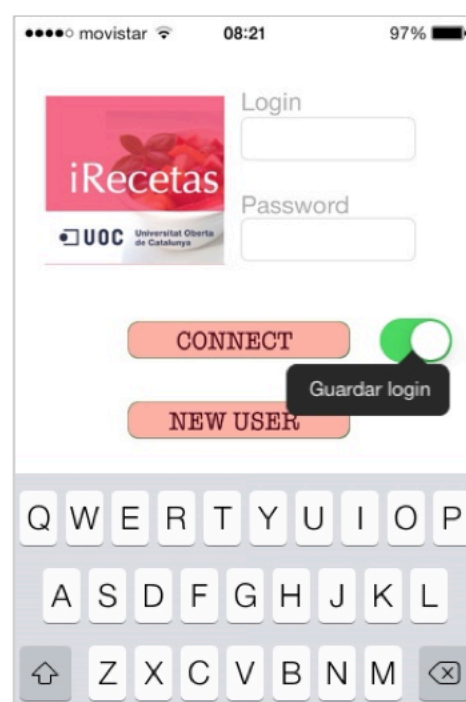 movistar 08:21 97%
Login
iRecetas
Password
UOC Universitat Oberta
de Catalunya
CONNECT
Guardar login
NEW USER
Q W E R T Y U I O P
A S D F G H J K L
Z X C V B N M